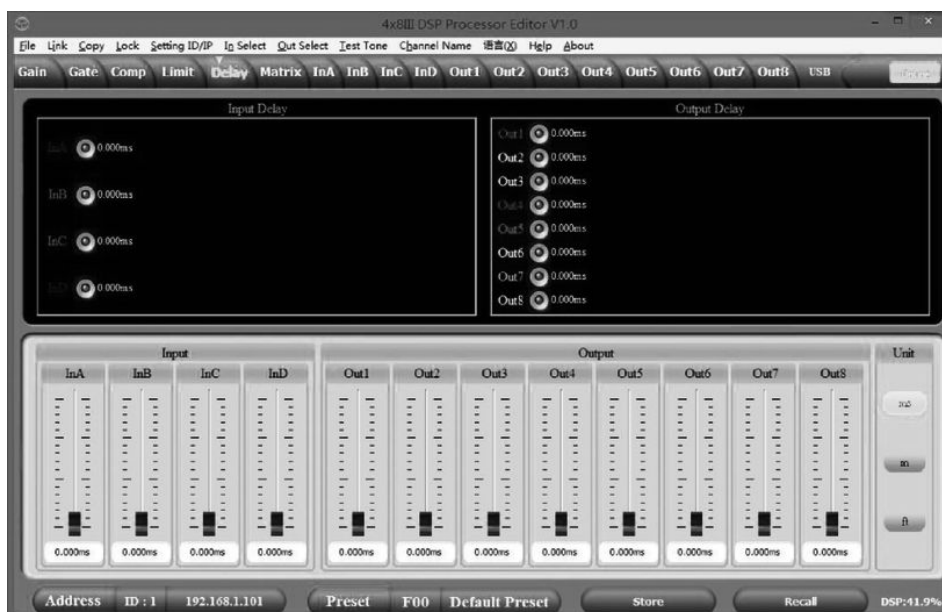 4x8III DSP Processor Editor V1.0
File Link Copy Lock Setting ID/IP In Select Out Select Test Tone Channel Name 语言(X) Help About
Gain Gate Comp Limit Delay Matrix InA InB InC InD Out1 Out2 Out3 Out4 Out5 Out6 Out7 Out8 USB
Input Delay
InA 0.000ms
InB 0.000ms
InC 0.000ms
InD 0.000ms
Output Delay
Out1 0.000ms
Out2 0.000ms
Out3 0.000ms
Out4 0.000ms
Out5 0.000ms
Out6 0.000ms
Out7 0.000ms
Out8 0.000ms
Input Output Unit
InA InB InC InD Out1 Out2 Out3 Out4 Out5 Out6 Out7 Out8
ms
m
ft
0.000ms 0.000ms 0.000ms 0.000ms 0.000ms 0.000ms 0.000ms 0.000ms 0.000ms 0.000ms 0.000ms 0.000ms
Address ID : 1 192.168.1.101 Preset F00 Default Preset Store Recall DSP:41.9%